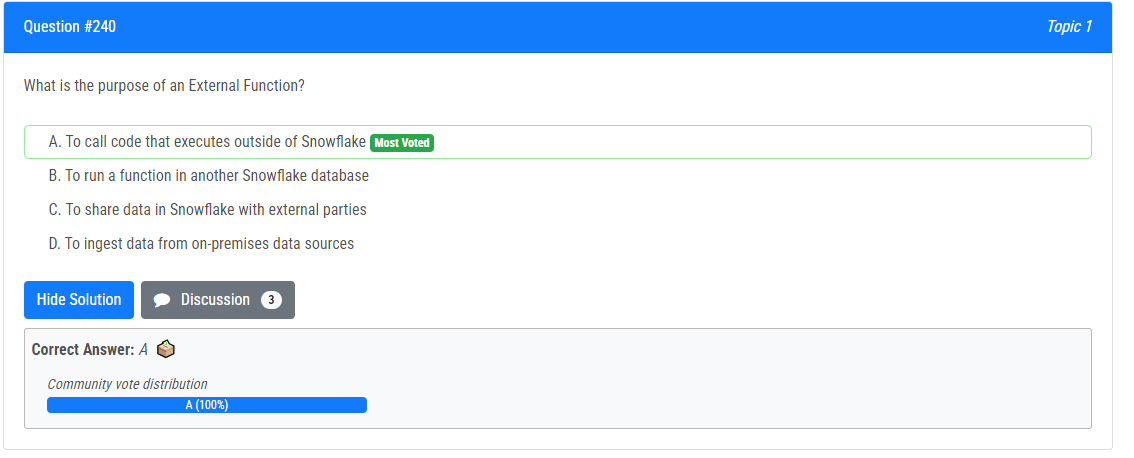 Question #240 Topic 1
What is the purpose of an External Function?
A. To call code that executes outside of Snowflake Most Voted
B. To run a function in another Snowflake database
C. To share data in Snowflake with external parties
D. To ingest data from on-premises data sources
Hide Solution Discussion 3
Correct Answer: A
Community vote distribution
A (100%)